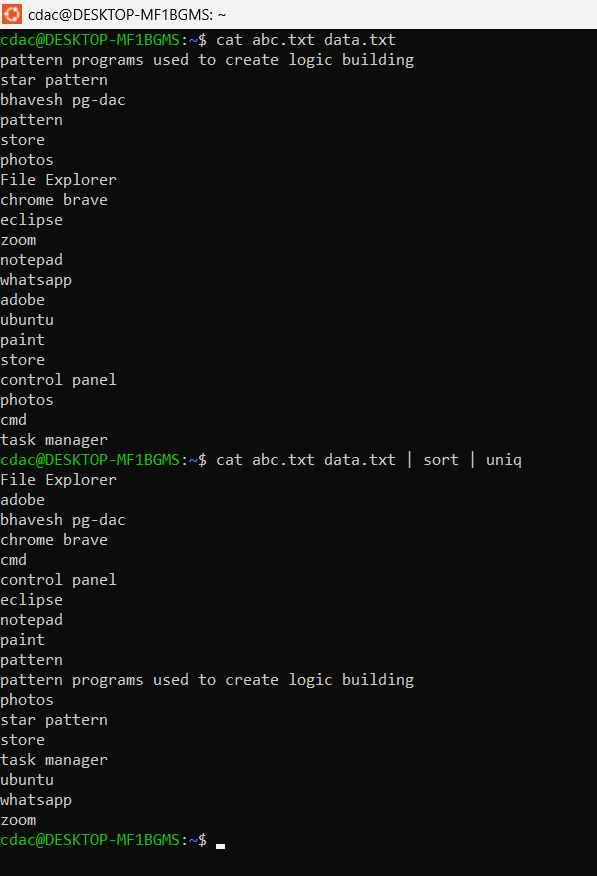 cdac@DESKTOP-MF1BGMS: ~
cdac@DESKTOP-MF1BGMS:~$ cat abc.txt data.txt
pattern programs used to create logic building
star pattern
bhavesh pg-dac
pattern
store
photos
File Explorer
chrome brave
eclipse
zoom
notepad
whatsapp
adobe
ubuntu
paint
store
control panel
photos
cmd
task manager
cdac@DESKTOP-MF1BGMS:~$ cat abc.txt data.txt | sort | uniq
File Explorer
adobe
bhavesh pg-dac
chrome brave
cmd
control panel
eclipse
notepad
paint
pattern
pattern programs used to create logic building
photos
star pattern
store
task manager
ubuntu
whatsapp
zoom
cdac@DESKTOP-MF1BGMS:~$